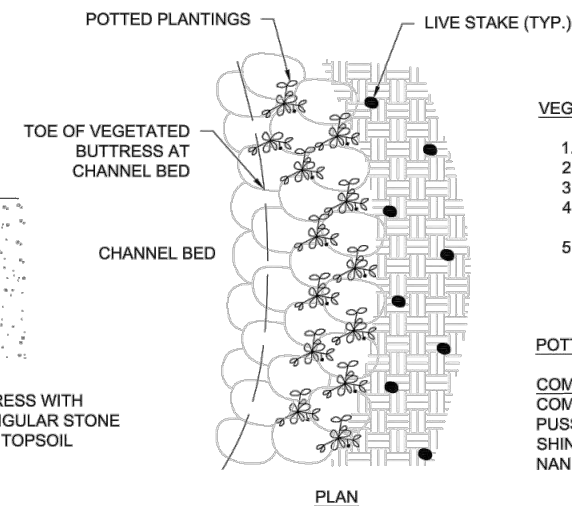 POTTED PLANTINGS
LIVE STAKE (TYP.)
TOE OF VEGETATED
BUTTRESS AT
CHANNEL BED
CHANNEL BED
RESS WITH
GULAR STONE
TOPSOIL
PLAN
VEG
1.
2
3
4
5
POTT
COM
COM
PUSS
SHIN
NAN